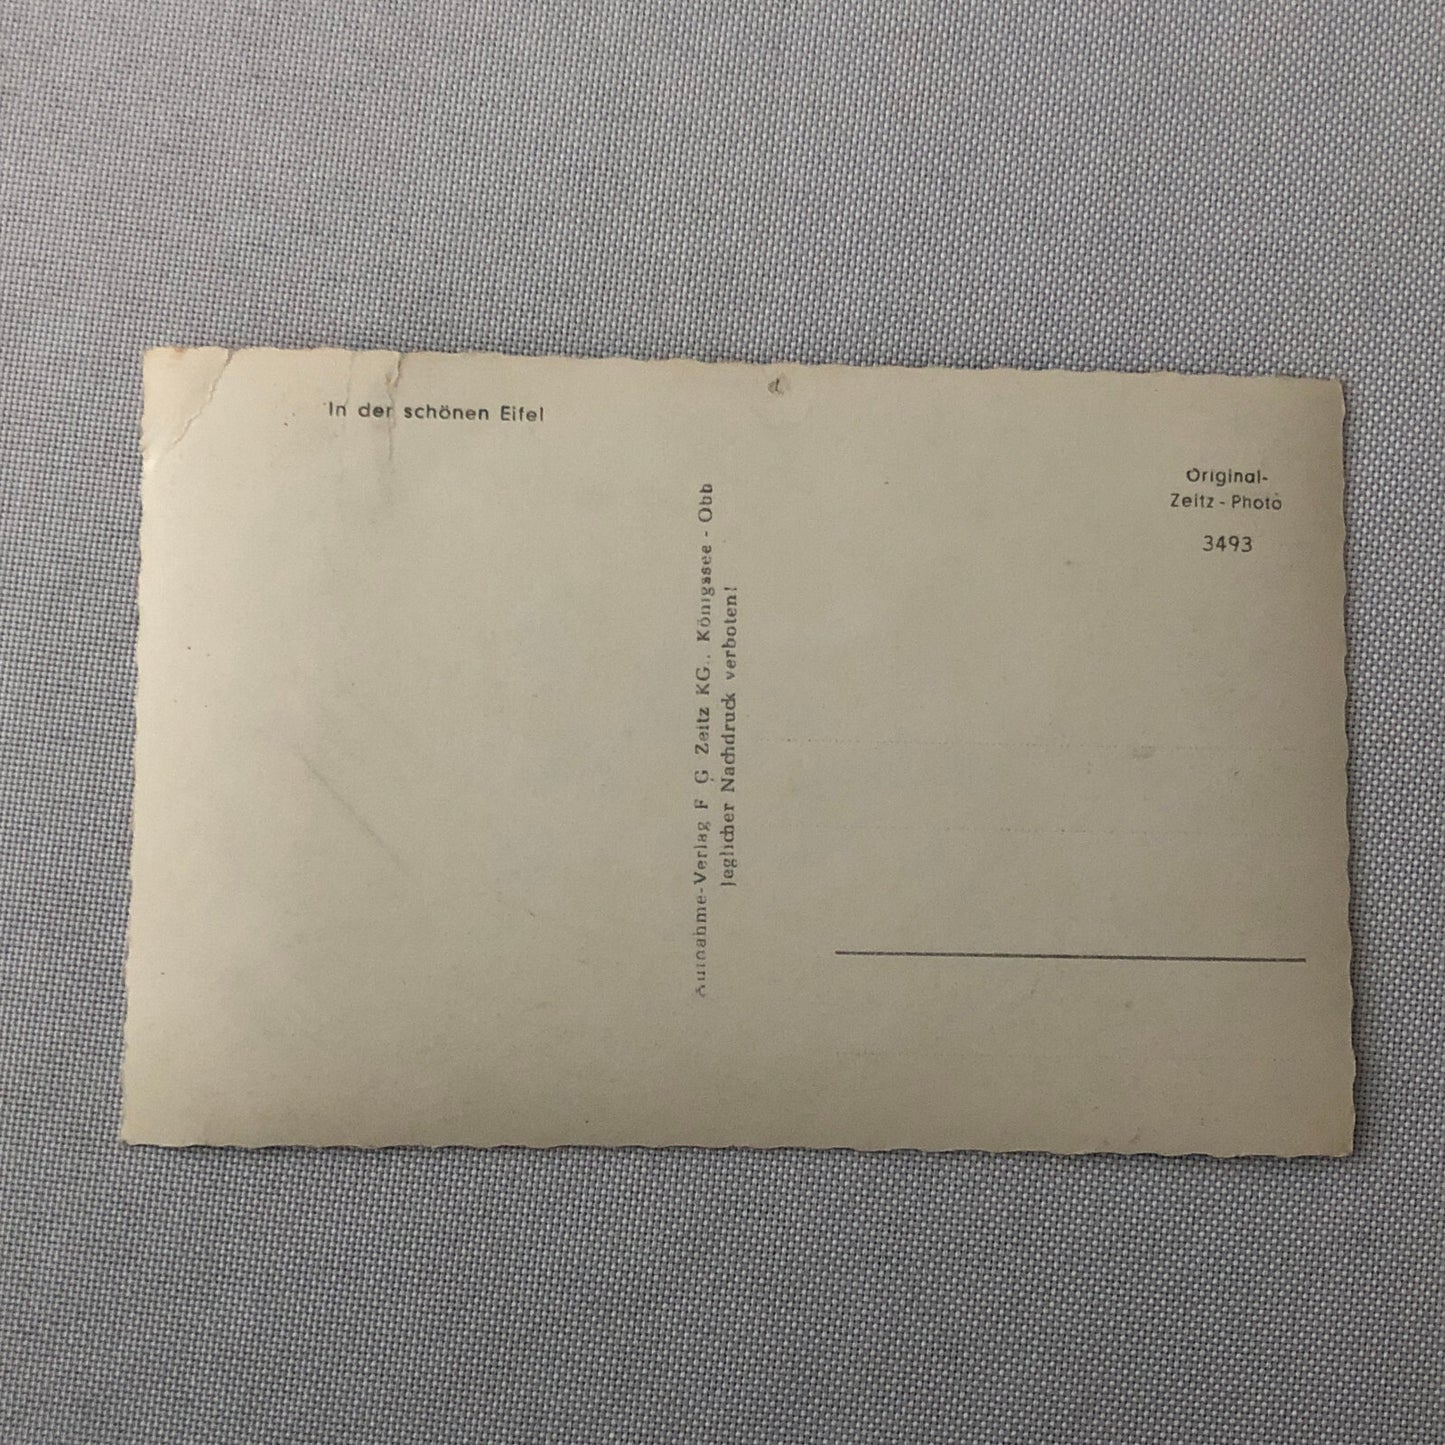 In der schönen Eifel
Original-
Zeitz - Photo
3493
Aufnahme-Verlag F G Zeitz KG., Königssee - Obb
Jeglicher Nachdruck verboten!